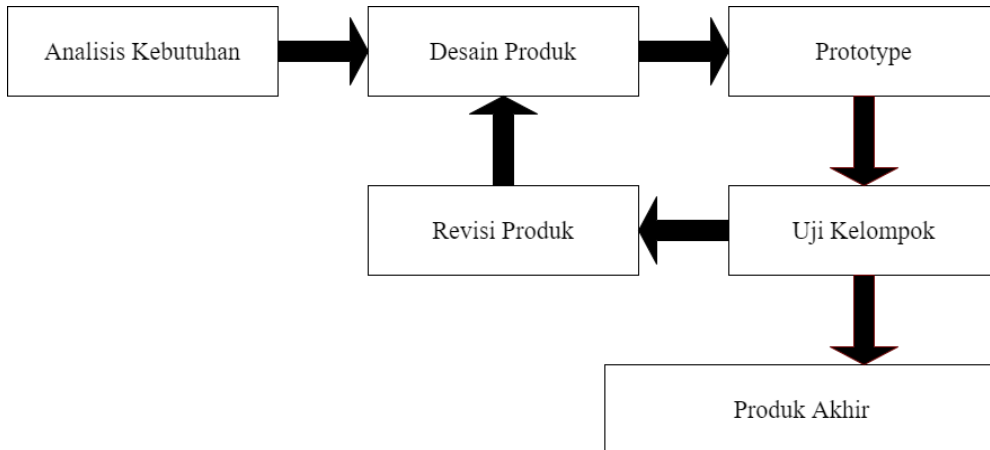 Analisis Kebutuhan
Desain Produk
Prototype
Revisi Produk
Uji Kelompok
Produk Akhir